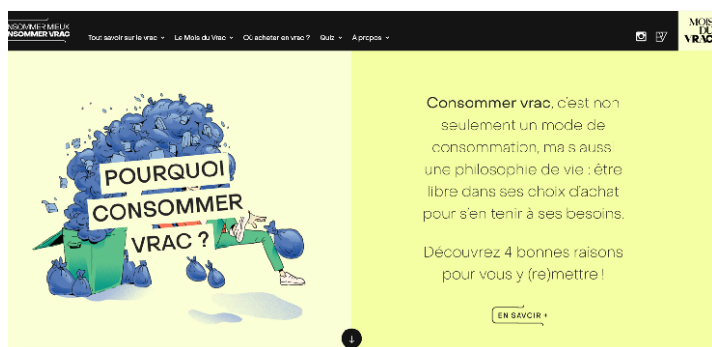 CONSOMMER MIEUX
CONSOMMER VRAC
Tout savoir sur le vrac
Le Mois du Vrac
Où acheter en vrac ?
Quiz
A propos
MOIS
DU
VRAC
POURQUOI
CONSOMMER
VRAC ?
Consommer vrac, c'est non
seulement un mode de
consommation, mais aussi
une philosophie de vie : être
libre dans ses choix d'achat
pour s'en tenir à ses besoins.
Découvrez 4 bonnes raisons
pour vous y (re)mettre !
EN SAVOIR +